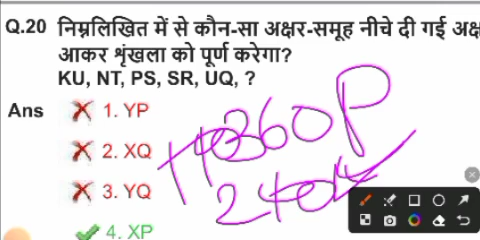 Q.20 निम्नलिखित में से कौन-सा अक्षर-समूह नीचे दी गई अक्ष
आकर शृंखला को पूर्ण करेगा?
KU, NT, PS, SR, UQ, ?
Ans 1. YP
2. XQ
3. YQ
4. XP